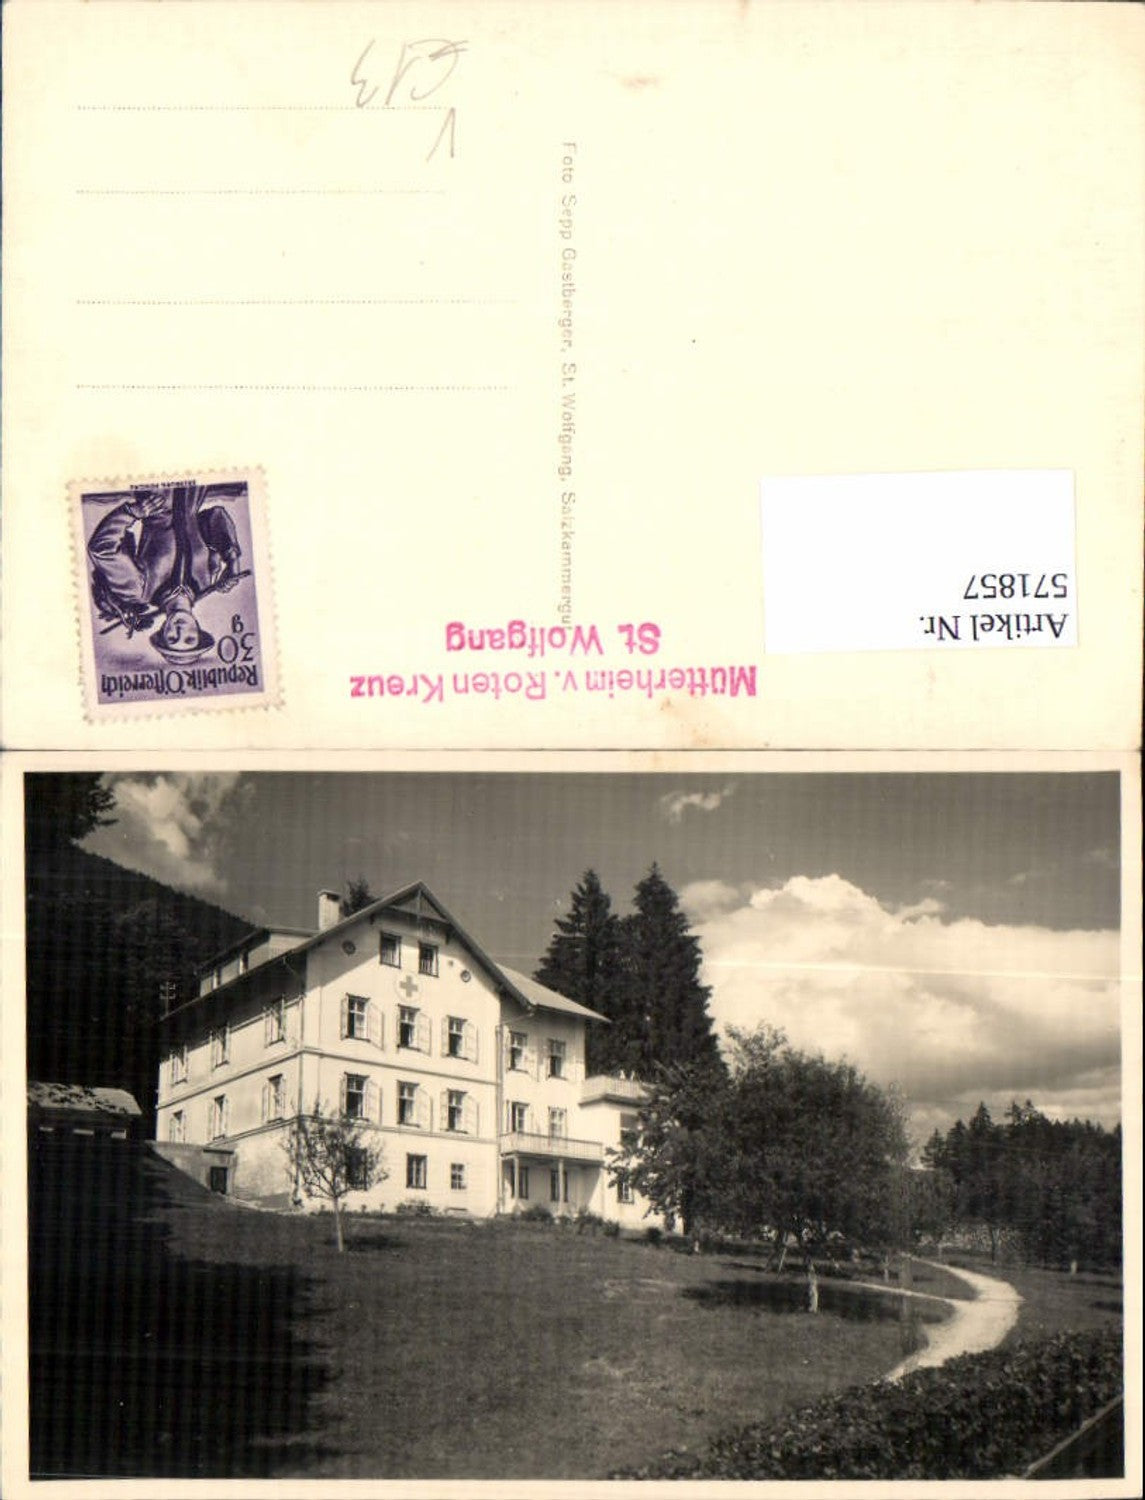 Mütterheim v. Roten Kreuz
St. Wolfgang
Artikel Nr.
571857
Republik Österreich
30
g
Foto Sepp Gastberger, St. Wolfgang, Salzkammergut